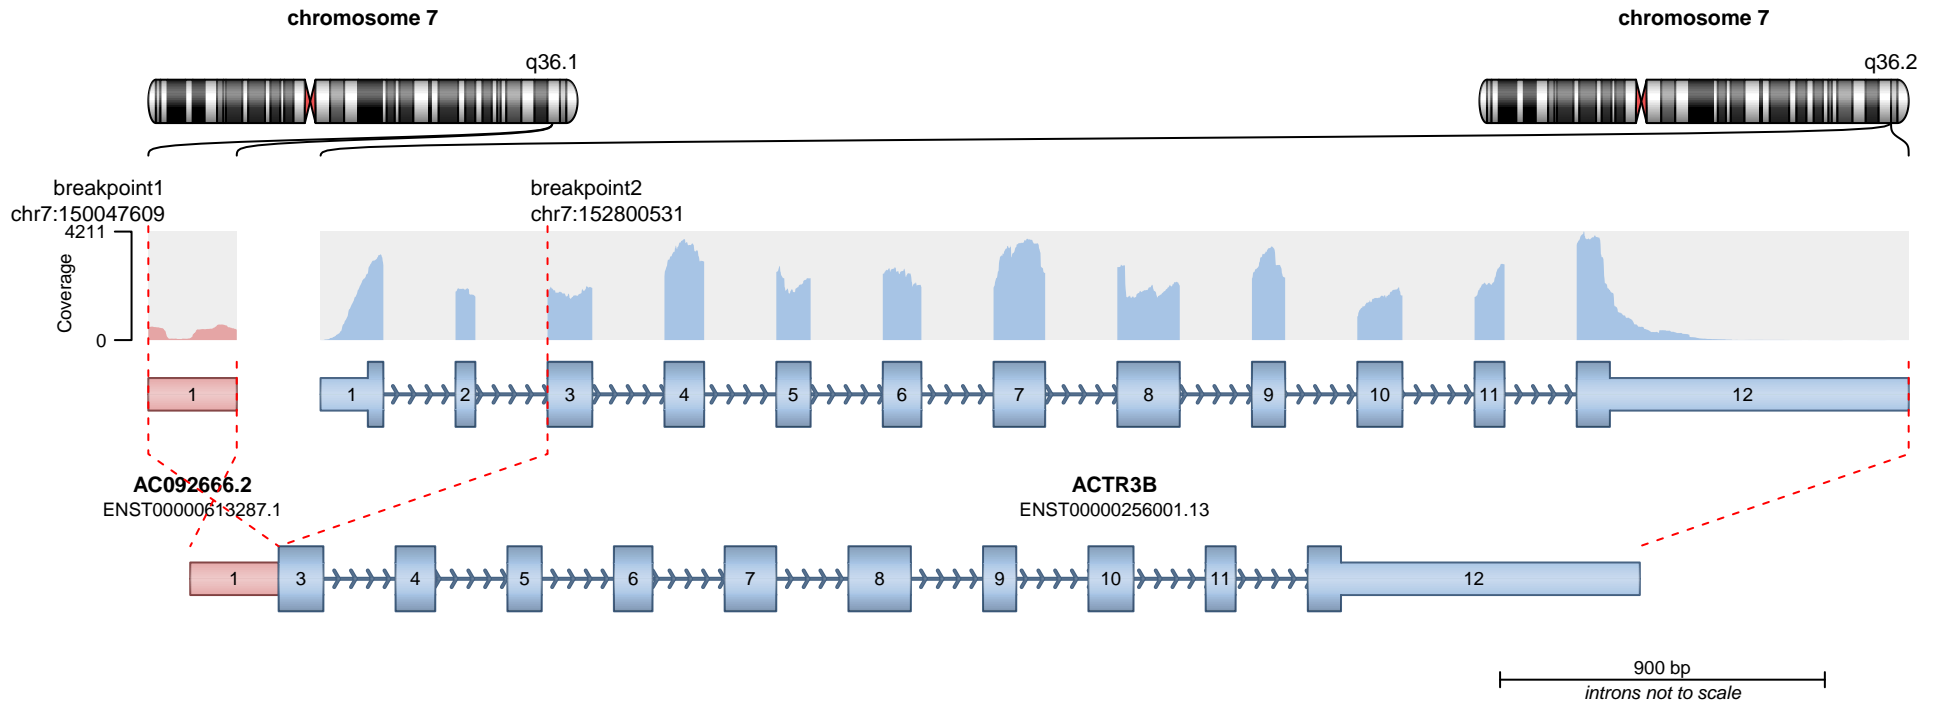 chromosome 7
chromosome 7
q36.1
q36.2
breakpoint1
chr7:150047609
breakpoint2
chr7:152800531
4211
Coverage
0
1
1 2 3 4 5 6 7 8 9 10 11 12
AC092666.2
ENST00000613287.1
ACTR3B
ENST00000256001.13
1 3 4 5 6 7 8 9 10 11 12
900 bp
introns not to scale